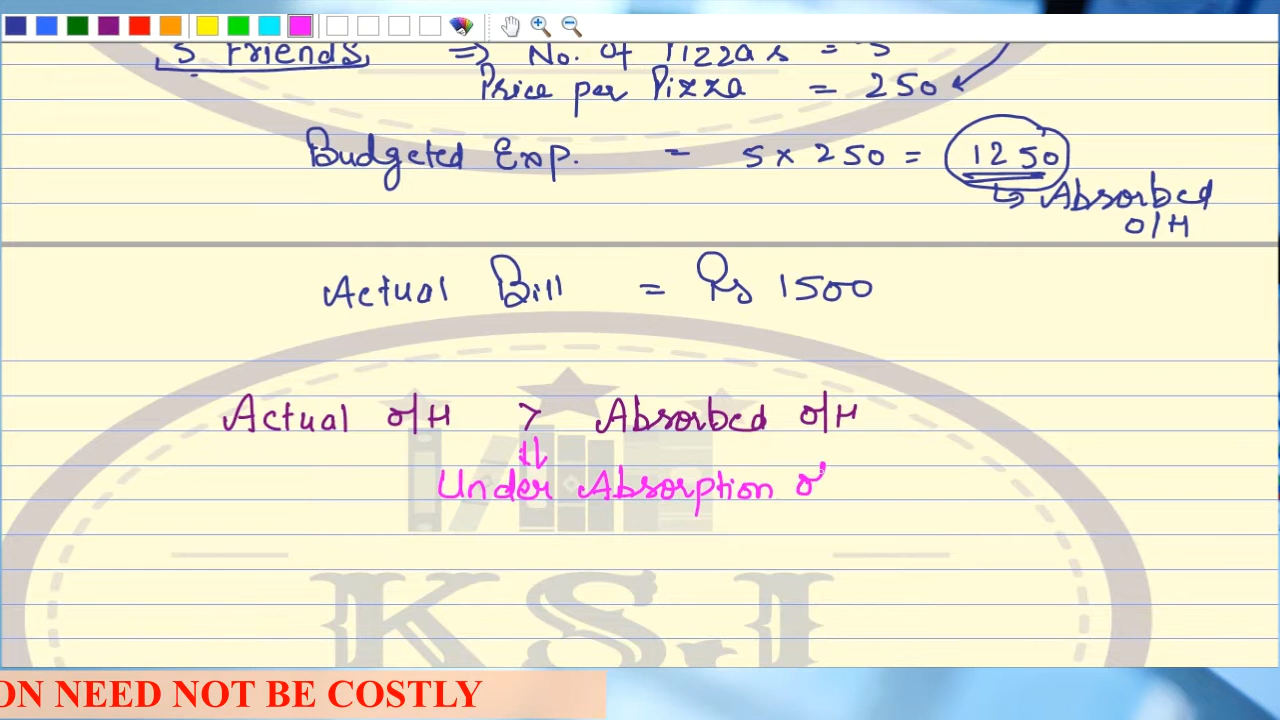 5 Friends => No. of Pizzas = 5
Price per Pizza = 250
Budgeted Exp. = 5 x 250 = 1250
↳ Absorbed
O/H
Actual Bill = Rs 1500
Actual O/H > Absorbed O/H
Under Absorption O
KSJ
ON NEED NOT BE COSTLY